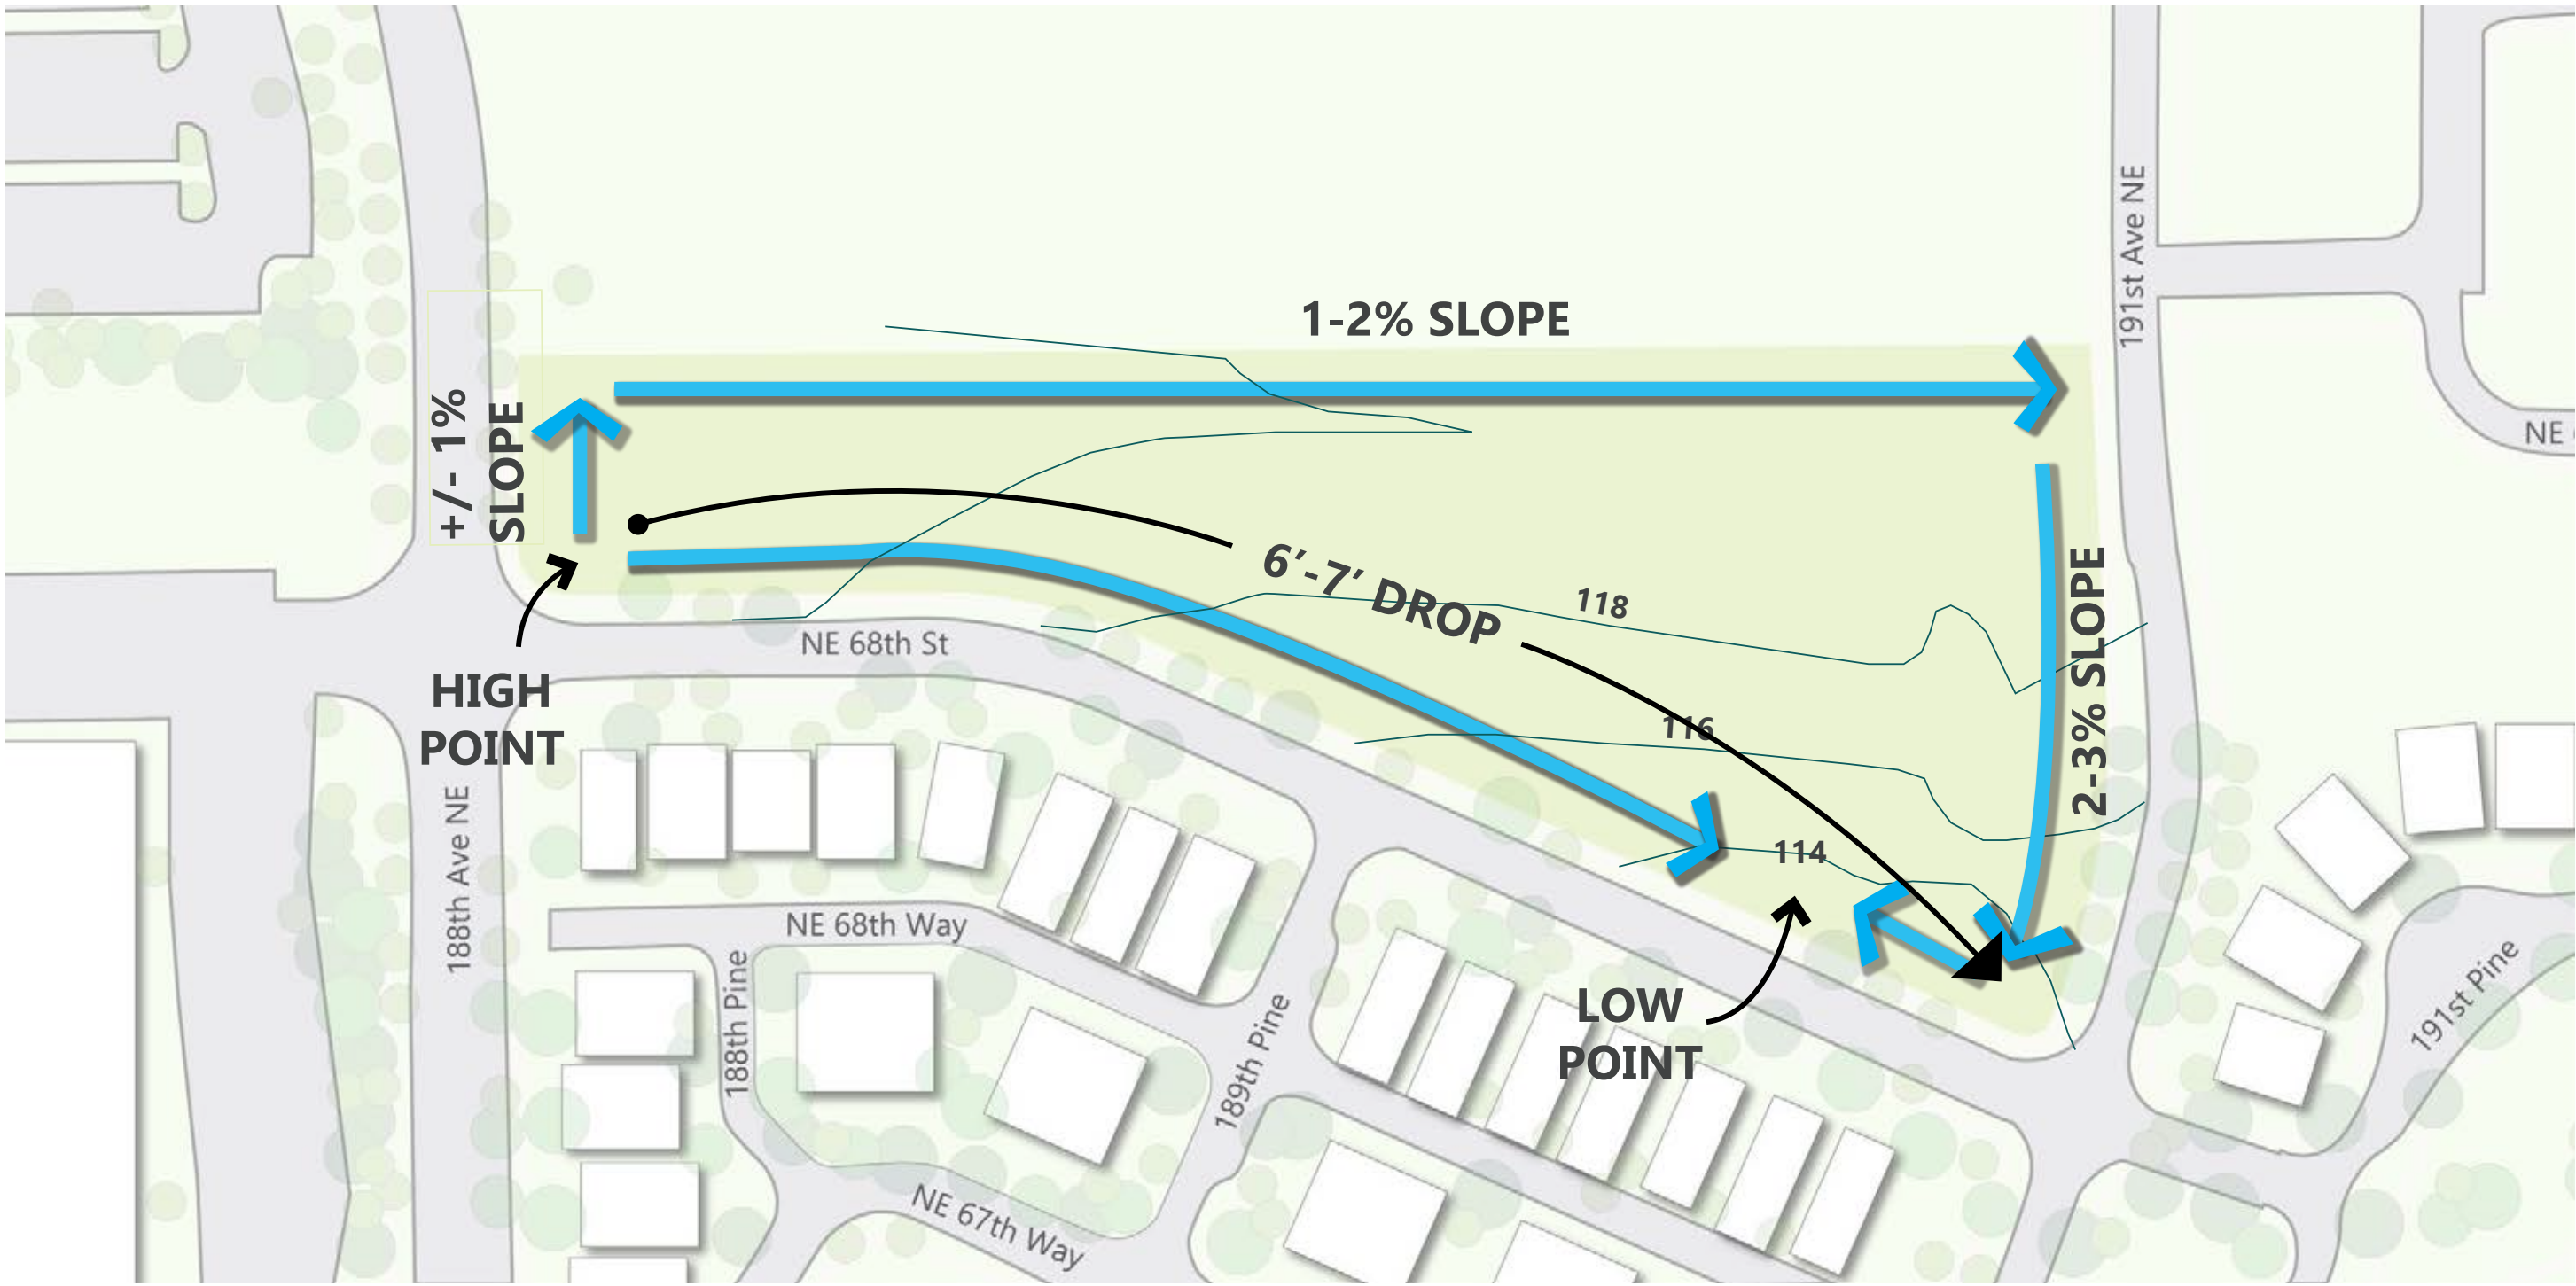 191st Ave NE
1-2% SLOPE
+/- 1%
SLOPE
NE
6’-7’ DROP
118
2-3% SLOPE
NE 68th St
HIGH
POINT
116
114
188th Ave NE
NE 68th Way
188th Pine
LOW
POINT
189th Pine
191st Pine
NE 67th Way